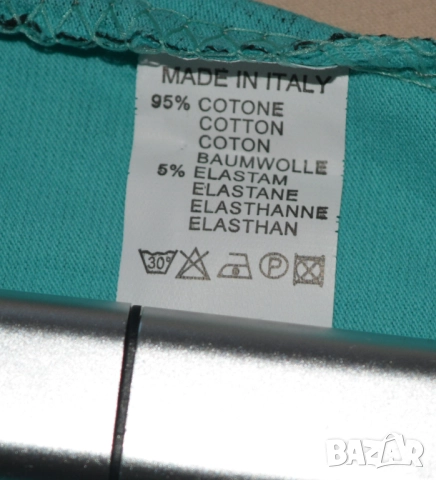 MADE IN ITALY
95% COTONE
COTTON
COTON
BAUMWOLLE
5% ELASTAM
ELASTANE
ELASTHANNE
ELASTHAN
30°
P
BAZAR